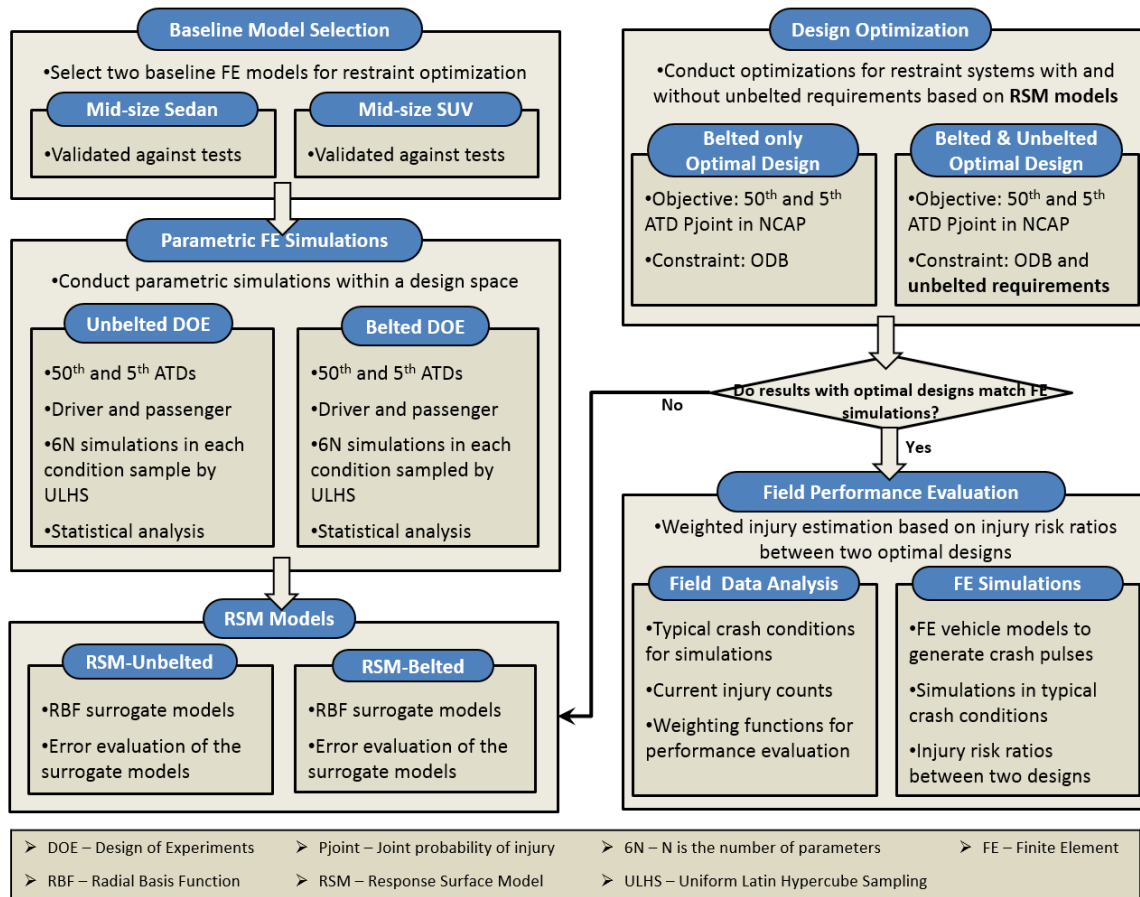 Baseline Model Selection
•Select two baseline FE models for restraint optimization
Mid-size Sedan
•Validated against tests
Mid-size SUV
•Validated against tests
Parametric FE Simulations
•Conduct parametric simulations within a design space
Unbelted DOE
•50th and 5th ATDs
•Driver and passenger
•6N simulations in each
condition sample by
ULHS
•Statistical analysis
Belted DOE
•50th and 5th ATDs
•Driver and passenger
•6N simulations in each
condition sampled by
ULHS
•Statistical analysis
RSM Models
RSM-Unbelted
•RBF surrogate models
•Error evaluation of the
surrogate models
RSM-Belted
•RBF surrogate models
•Error evaluation of the
surrogate models
Design Optimization
•Conduct optimizations for restraint systems with and
without unbelted requirements based on RSM models
Belted only
Optimal Design
•Objective: 50th and 5th
ATD Pjoint in NCAP
•Constraint: ODB
Belted & Unbelted
Optimal Design
•Objective: 50th and 5th
ATD Pjoint in NCAP
•Constraint: ODB and
unbelted requirements
Do results with optimal designs match FE
simulations?
No
Yes
Field Performance Evaluation
•Weighted injury estimation based on injury risk ratios
between two optimal designs
Field Data Analysis
•Typical crash conditions
for simulations
•Current injury counts
•Weighting functions for
performance evaluation
FE Simulations
•FE vehicle models to
generate crash pulses
•Simulations in typical
crash conditions
•Injury risk ratios
between two designs
➢ DOE – Design of Experiments
➢ Pjoint – Joint probability of injury
➢ 6N – N is the number of parameters
➢ FE – Finite Element
➢ RBF – Radial Basis Function
➢ RSM – Response Surface Model
➢ ULHS – Uniform Latin Hypercube Sampling